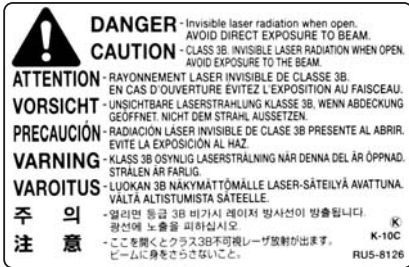 DANGER - Invisible laser radiation when open.
AVOID DIRECT EXPOSURE TO BEAM.
CAUTION - CLASS 3B. INVISIBLE LASER RADIATION WHEN OPEN.
AVOID EXPOSURE TO THE BEAM.
ATTENTION - RAYONNEMENT LASER INVISIBLE DE CLASSE 3B.
EN CAS D'OUVERTURE EVITEZ L'EXPOSITION AU FAISCEAU.
VORSICHT - UNSICHTBARE LASERSTRAHLUNG KLASSE 3B, WENN ABDECKUNG
GEÖFFNET. NICHT DEM STRAHL AUSSETZEN.
PRECAUCIÓN - RADIACIÓN LÁSER INVISIBLE DE CLASE 3B PRESENTE AL ABRIR.
EVITE LA EXPOSICIÓN AL HAZ.
VARNING - KLASS 3B OSYNLIG LASERSTRÅLNING NÄR DENNA DEL ÄR ÖPPNAD.
STRÅLEN ÄR FARLIG.
VAROITUS - LUOKAN 3B NÄKYMÄTTÖMÄLLE LASER-SÄTEILYÄ AVATTUNA.
VÄLTÄ ALTISTUMISTA SÄTEELLE.
주 의 - 열리면 등급 3B 비가시 레이저 방사선이 방출됩니다.
광선에 노출을 피하십시오.
注 意 - ここを開くとクラス3B不可視レーザ放射が出ます。
ビームに身をさらさないこと。
K
K-10C
RU5-8126